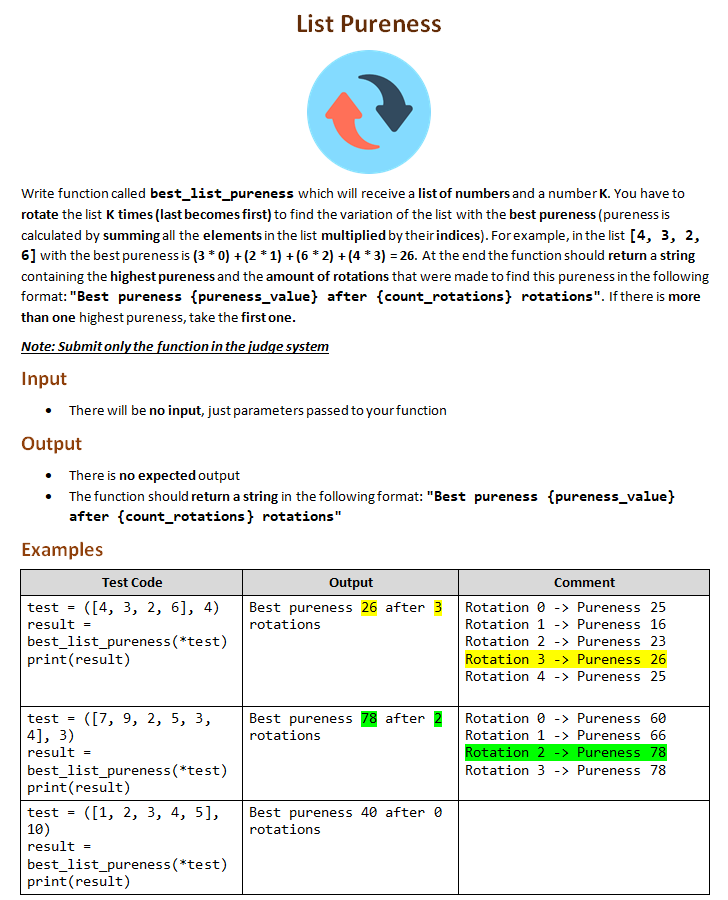 List Pureness
Write function called best_list_pureness which will receive a list of numbers and a number K. You have to
rotate the list K times (last becomes first) to find the variation of the list with the best pureness (pureness is
calculated by summing all the elements in the list multiplied by their indices). For example, in the list [4, 3, 2,
6] with the best pureness is (3 * 0) + (2 * 1) + (6 * 2) + (4 * 3) = 26. At the end the function should return a string
containing the highest pureness and the amount of rotations that were made to find this pureness in the following
format: "Best pureness {pureness_value} after {count_rotations} rotations". If there is more
than one highest pureness, take the first one.
Note: Submit only the function in the judge system
Input
• There will be no input, just parameters passed to your function
Output
• There is no expected output
• The function should return a string in the following format: "Best pureness {pureness_value}
after {count_rotations} rotations"
Examples
Test Code
Output
Comment
test = ([4, 3, 2, 6], 4)
result =
best_list_pureness(*test)
print(result)
Best pureness 26 after 3
rotations
Rotation 0 -> Pureness 25
Rotation 1 -> Pureness 16
Rotation 2 -> Pureness 23
Rotation 3 -> Pureness 26
Rotation 4 -> Pureness 25
test = ([7, 9, 2, 5, 3,
4], 3)
result =
best_list_pureness(*test)
print(result)
Best pureness 78 after 2
rotations
Rotation 0 -> Pureness 60
Rotation 1 -> Pureness 66
Rotation 2 -> Pureness 78
Rotation 3 -> Pureness 78
test = ([1, 2, 3, 4, 5],
10)
result =
best_list_pureness(*test)
print(result)
Best pureness 40 after 0
rotations